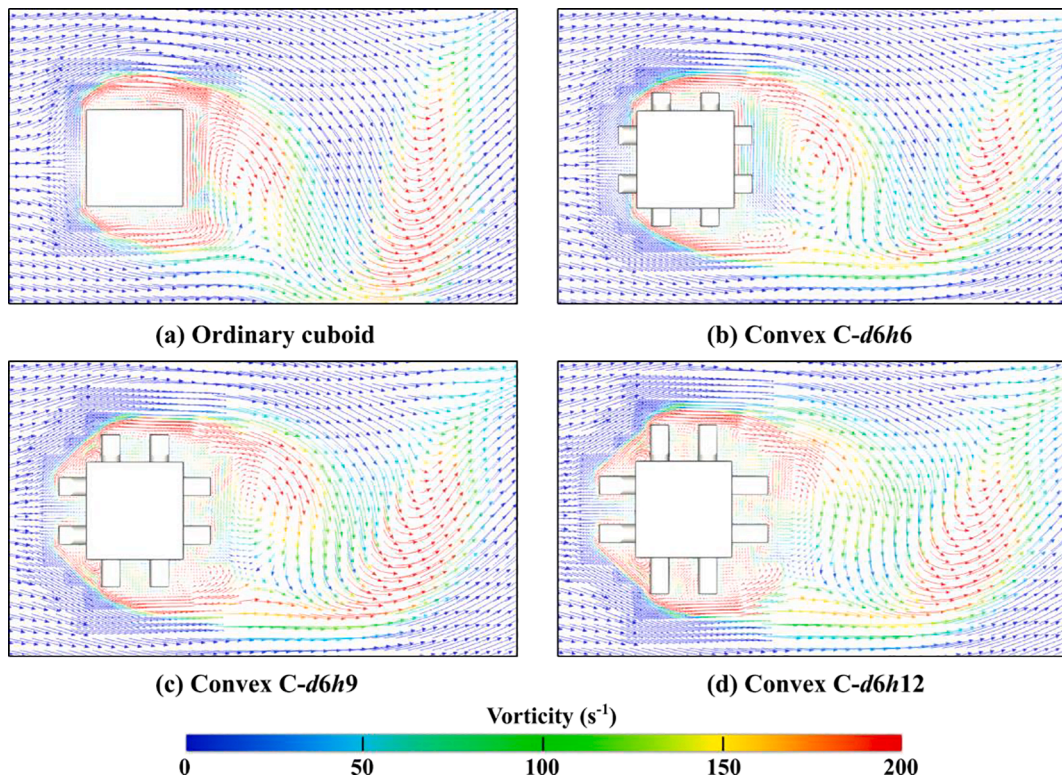 (a) Ordinary cuboid
(b) Convex C-d6h6
(c) Convex C-d6h9
(d) Convex C-d6h12
Vorticity (s⁻¹)
0 50 100 150 200